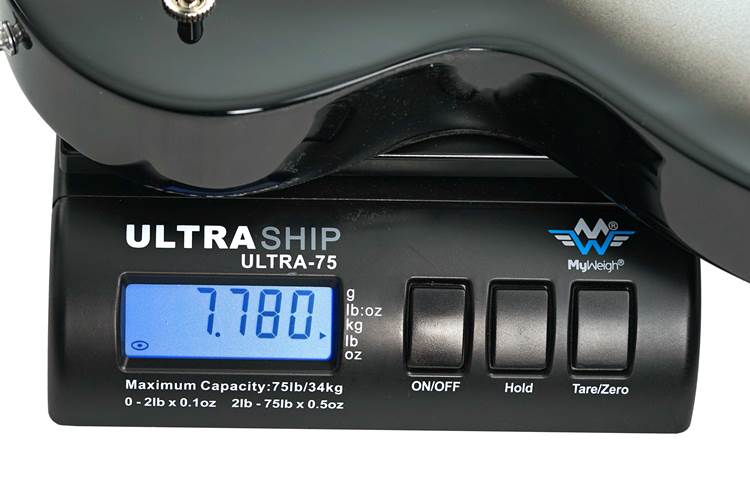 ULTRASHIP
ULTRA-75
MW®
MyWeigh®
7.780
g
lb:oz
kg
lb
oz
ON/OFF
Hold
Tare/Zero
Maximum Capacity:75lb/34kg
0 - 2lb x 0.1oz 2lb - 75lb x 0.5oz